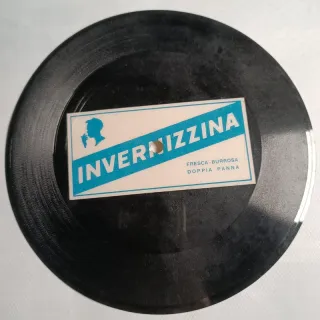 INVERNIZZINA
FRESCA BURROSA
DOPPIA PANNA